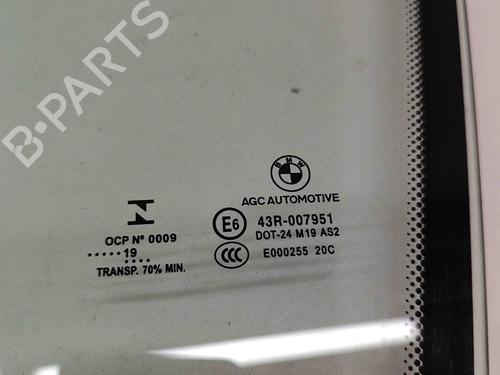 B-PARTS
BMW
AGC AUTOMOTIVE
E6 43R-007951
DOT-24 M19 AS2
CCC E000255 20C
N
OCP Nº 0009
......19....
TRANSP. 70% MIN.